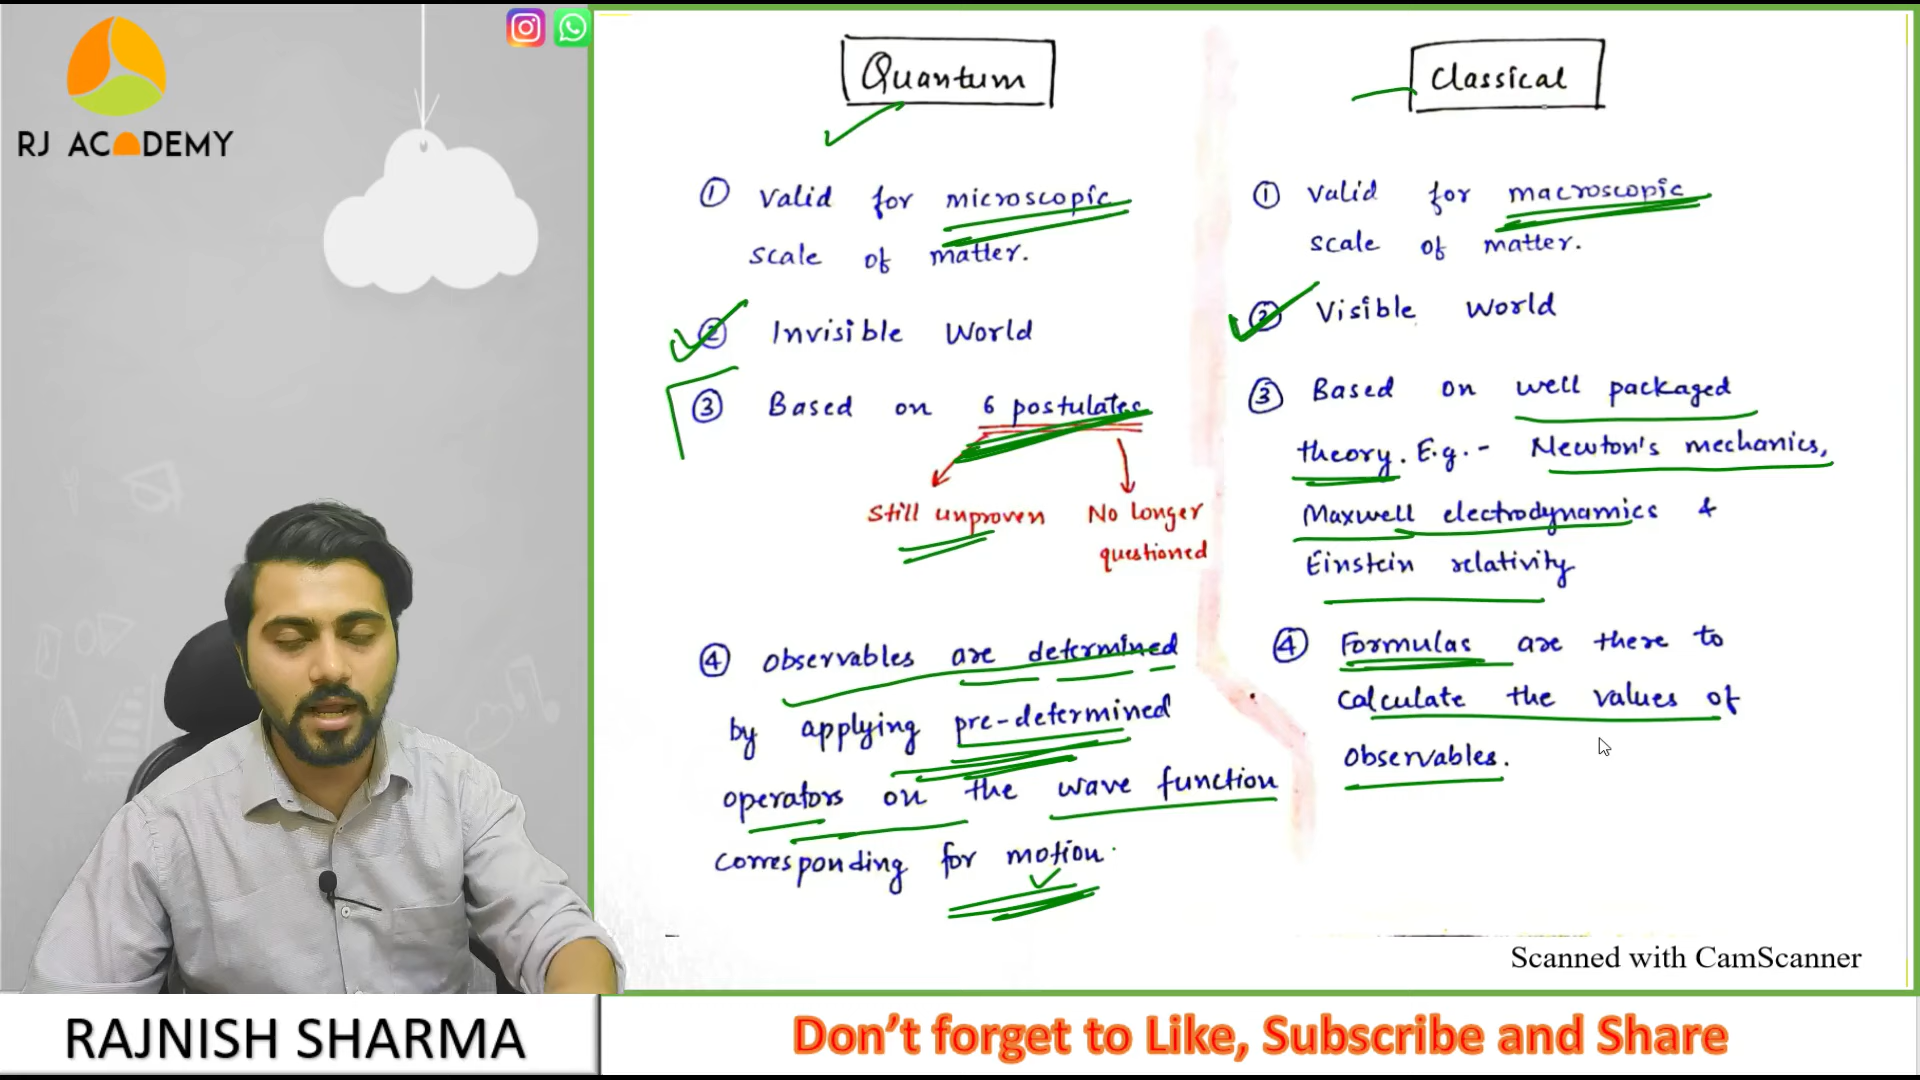 RJ ACADEMY
Quantum
① Valid for microscopic
scale of matter.
② Invisible World
③ Based on 6 postulates
Still unproven
No longer
questioned
④ Observables are determined
by applying pre-determined
operators on the wave function
corresponding for motion.
Classical
① Valid for macroscopic
scale of matter.
② Visible World
③ Based on well packaged
theory. E.g.- Newton's mechanics,
Maxwell electrodynamics &
Einstein relativity
④ Formulas are there to
calculate the values of
observables.
Scanned with CamScanner
RAJNISH SHARMA
Don't forget to Like, Subscribe and Share